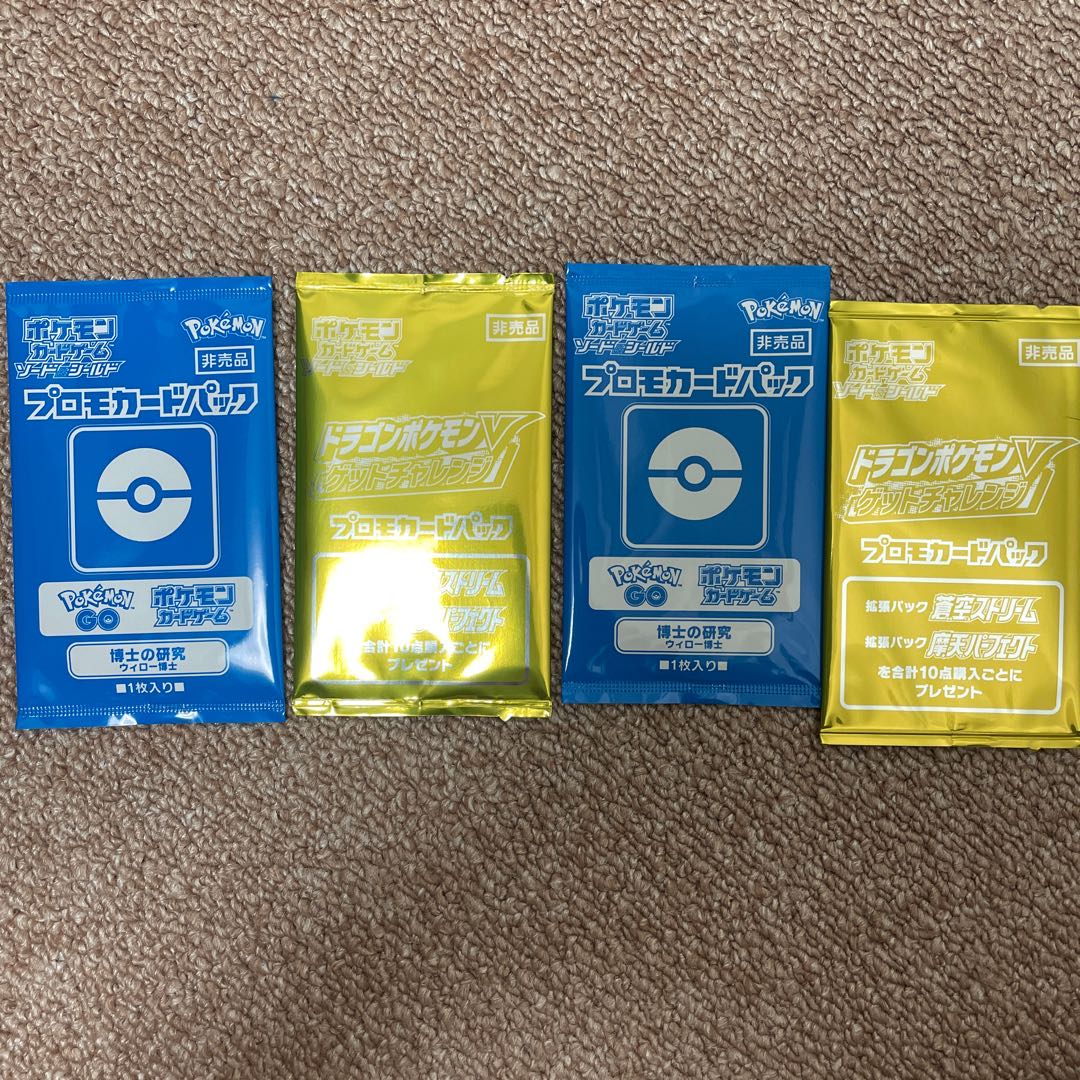 ポケモン
カードゲーム
ソード&シールド
Pokémon
非売品
プロモカードパック
Pokémon GO
ポケモンカードゲーム
博士の研究
ウィロー博士
■1枚入り■
ポケモン
カードゲーム
ソード&シールド
非売品
ドラゴンポケモンV
ゲットチャレンジ
プロモカードパック
ストリーム
フェクト
を合計10点購入ごとに
プレゼント
ポケモン
カードゲーム
ソード&シールド
Pokémon
非売品
プロモカードパック
Pokémon GO
ポケモンカードゲーム
博士の研究
ウィロー博士
■1枚入り■
ポケモン
カードゲーム
ソード&シールド
非売品
ドラゴンポケモンV
ゲットチャレンジ
プロモカードパック
拡張パック 蒼空ストリーム
拡張パック 摩天パーフェクト
を合計10点購入ごとに
プレゼント